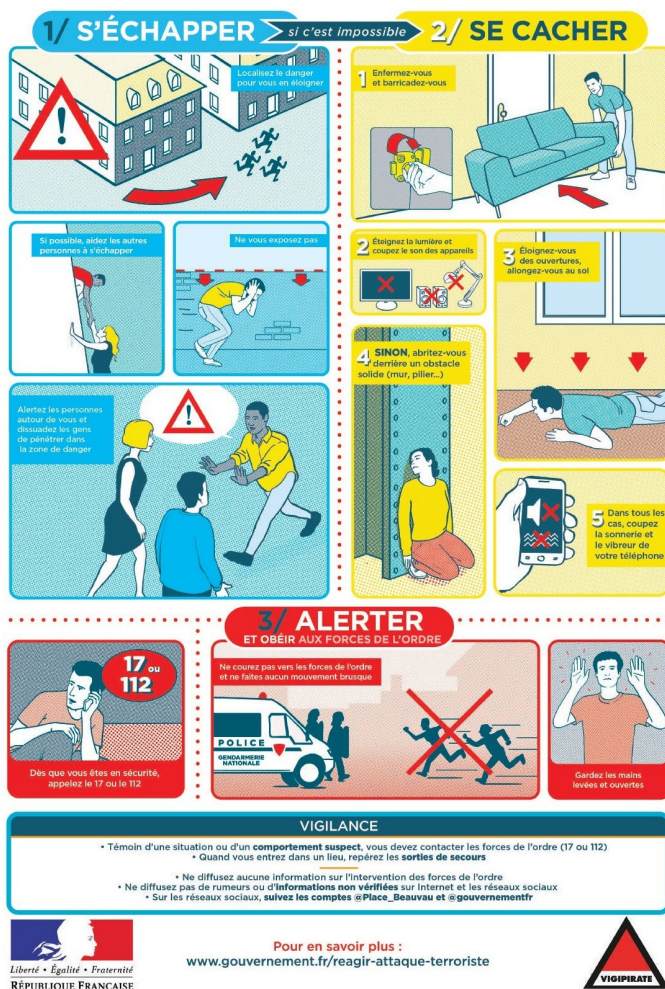 1/ S'ÉCHAPPER
si c'est impossible
2/ SE CACHER
Localisez le danger
pour vous en éloigner
Si possible, aidez les autres
personnes à s'échapper
Ne vous exposez pas
Alertez les personnes
autour de vous et
dissuadez les gens
de pénétrer dans
la zone de danger
1 Enfermez-vous
et barricadez-vous
2 Éteignez la lumière et
coupez le son des appareils
3 Éloignez-vous
des ouvertures,
allongez-vous au sol
4 SINON, abritez-vous
derrière un obstacle
solide (mur, pilier...)
5 Dans tous les
cas, coupez
la sonnerie et
le vibreur de
votre téléphone
3/ ALERTER
ET OBÉIR AUX FORCES DE L'ORDRE
17 ou
112
Dès que vous êtes en sécurité,
appelez le 17 ou le 112
Ne courez pas vers les forces de l'ordre
et ne faites aucun mouvement brusque
POLICE
GENDARMERIE
NATIONALE
Gardez les mains
levées et ouvertes
VIGILANCE
• Témoin d'une situation ou d'un comportement suspect, vous devez contacter les forces de l'ordre (17 ou 112)
• Quand vous entrez dans un lieu, repérez les sorties de secours
• Ne diffusez aucune information sur l'intervention des forces de l'ordre
• Ne diffusez pas de rumeurs ou d'informations non vérifiées sur Internet et les réseaux sociaux
• Sur les réseaux sociaux, suivez les comptes @Place_Beauvau et @gouvernementfr
Liberté • Égalité • Fraternité
RÉPUBLIQUE FRANÇAISE
Pour en savoir plus :
www.gouvernement.fr/reagir-attaque-terroriste
VIGIPIRATE